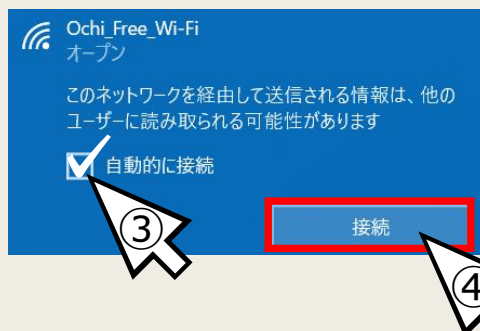 Ochi_Free_Wi-Fi
オープン
このネットワークを経由して送信される情報は、他の
ユーザーに読み取られる可能性があります
自動的に接続
③
接続
④